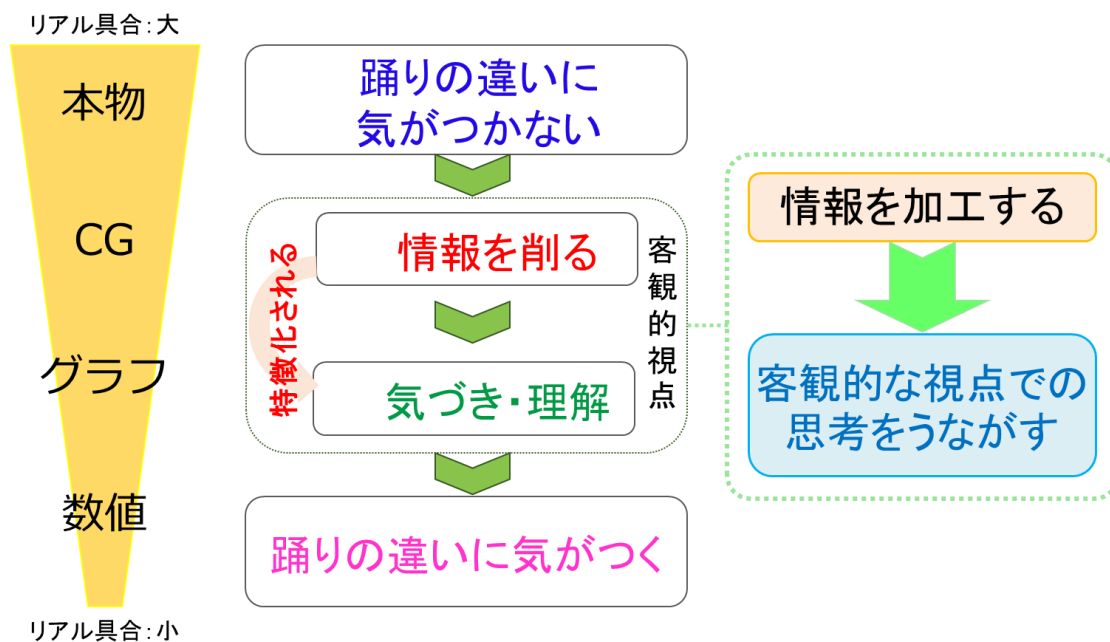 リアル具合：大
本物
CG
グラフ
数値
リアル具合：小
踊りの違いに
気がつかない
情報を削る
特徴化される
客観的視点
気づき・理解
踊りの違いに気がつく
情報を加工する
客観的な視点での
思考をうながす